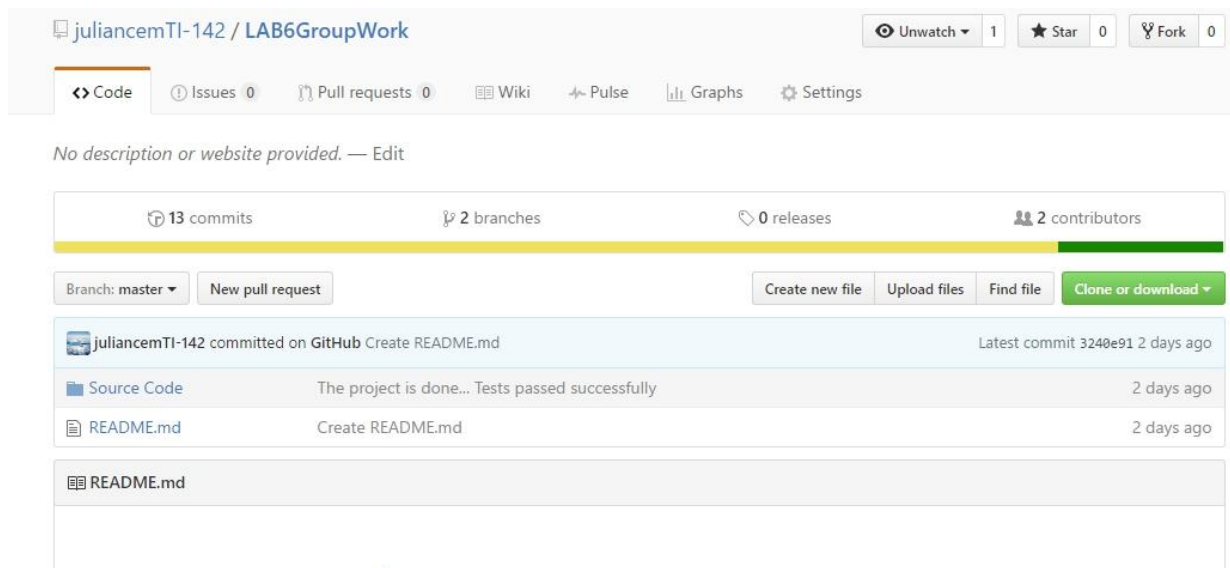 juliancemTI-142 / LAB6GroupWork Unwatch 1 Star 0 Fork 0
Code Issues 0 Pull requests 0 Wiki Pulse Graphs Settings
No description or website provided. — Edit
13 commits 2 branches 0 releases 2 contributors
Branch: master New pull request Create new file Upload files Find file Clone or download
juliancemTI-142 committed on GitHub Create README.md Latest commit 3240e91 2 days ago
Source Code The project is done... Tests passed successfully 2 days ago
README.md Create README.md 2 days ago
README.md